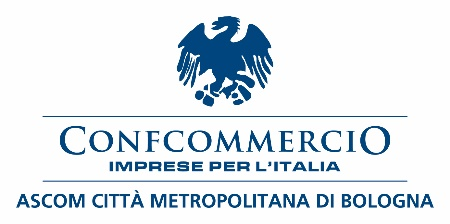 CONFCOMMERCIO
IMPRESE PER L'ITALIA
ASCOM CITTÀ METROPOLITANA DI BOLOGNA